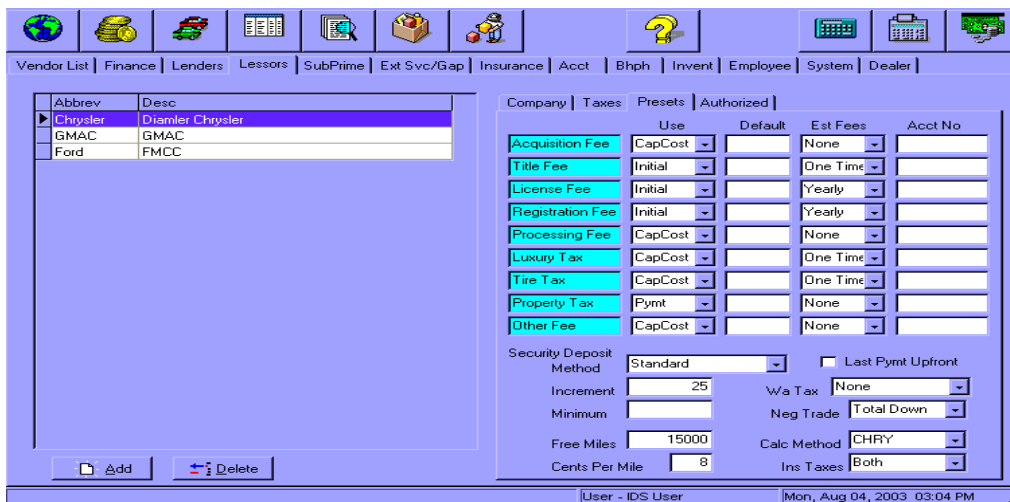 Vendor List Finance Lenders Lessors SubPrime Ext Svc/Gap Insurance Acct Bhph Invent Employee System Dealer
Abbrev Desc
Chrysler Diamler Chrysler
GMAC GMAC
Ford FMCC
Add Delete
Company Taxes Presets Authorized
Use Default Est Fees Acct No
Acquisition Fee CapCost None
Title Fee Initial One Time
License Fee Initial Yearly
Registration Fee Initial Yearly
Processing Fee CapCost None
Luxury Tax CapCost One Time
Tire Tax CapCost One Time
Property Tax Pymt None
Other Fee CapCost None
Security Deposit
Method Standard Last Pymt Upfront
Increment 25 Wa Tax None
Minimum Neg Trade Total Down
Free Miles 15000 Calc Method CHRY
Cents Per Mile 8 Ins Taxes Both
User - IDS User Mon, Aug 04, 2003 03:04 PM